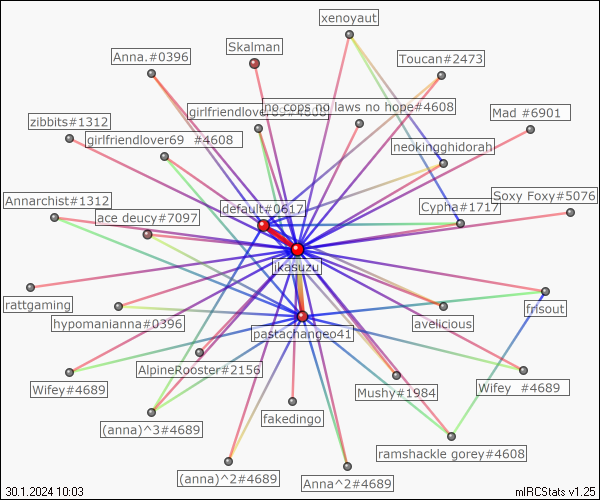 xenoyaut
Skalman
Anna.#0396
Toucan#2473
girlfriendlover69#4608
no cops no laws no hope#4608
Mad #6901
zibbits#1312
girlfriendlover69 #4608
neokingghidorah
Annarchist#1312
ace deucy#7097
default#0617
Cypha#1717
Soxy Foxy#5076
ikasuzu
rattgaming
frisout
hypomanianna#0396
pastachangeo41
avelicious
AlpineRooster#2156
Wifey#4689
Mushy#1984
Wifey #4689
fakedingo
(anna)^3#4689
ramshackle gorey#4608
(anna)^2#4689
Anna^2#4689
30.1.2024 10:03
mIRCStats v1.25